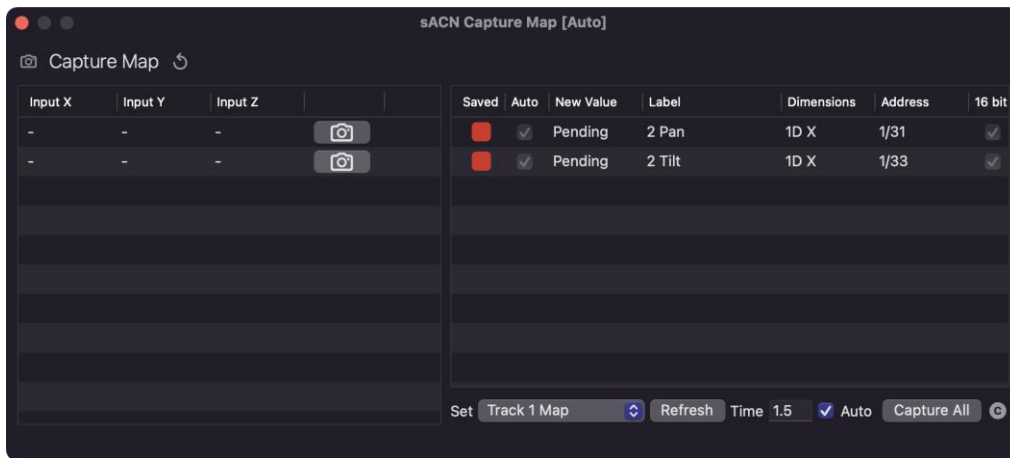 sACN Capture Map [Auto]
Capture Map
Input X Input Y Input Z Saved Auto New Value Label Dimensions Address 16 bit
- - - Pending 2 Pan 1D X 1/31
- - - Pending 2 Tilt 1D X 1/33
Set Track 1 Map Refresh Time 1.5 Auto Capture All C